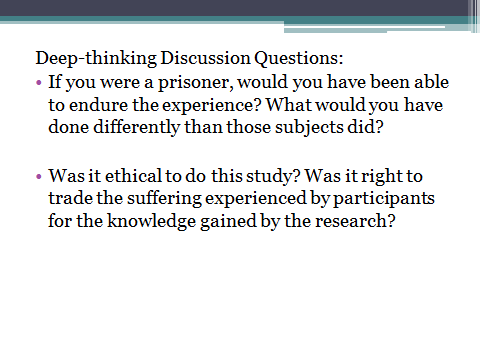 Deep-thinking Discussion Questions:
• If you were a prisoner, would you have been able
to endure the experience? What would you have
done differently than those subjects did?
• Was it ethical to do this study? Was it right to
trade the suffering experienced by participants
for the knowledge gained by the research?